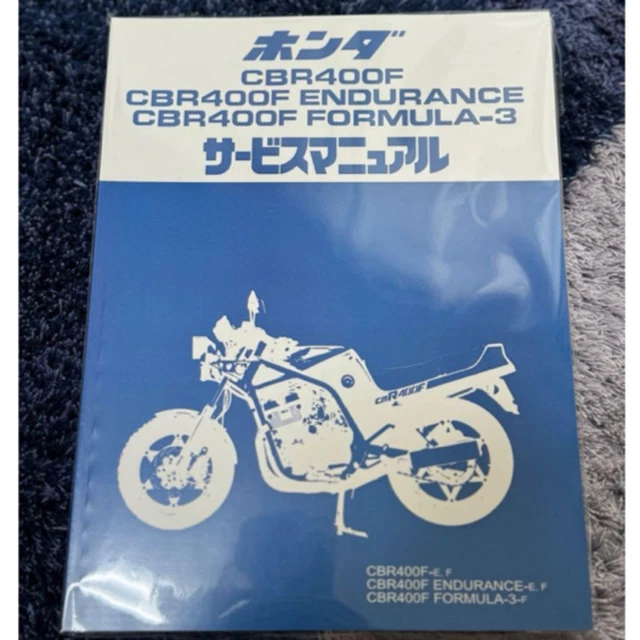 ホンダ
CBR400F
CBR400F ENDURANCE
CBR400F FORMULA-3
サービスマニュアル
CBR400F
CBR400F-E, F
CBR400F ENDURANCE-E, F
CBR400F FORMULA-3-F